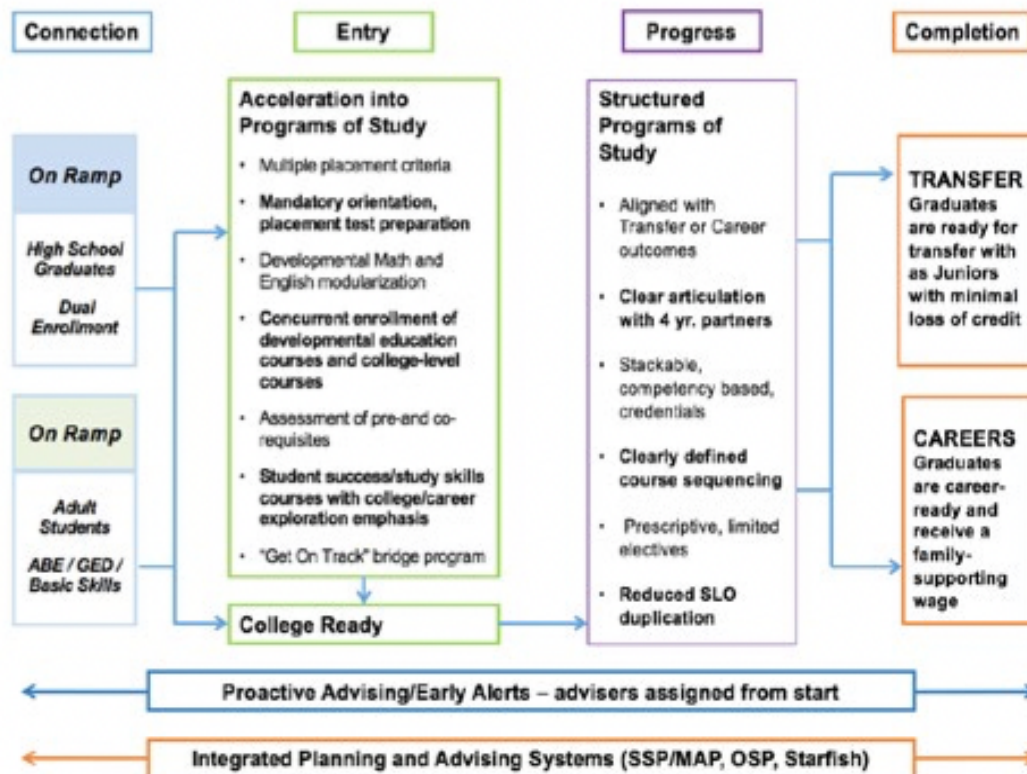 Connection
Entry
Progress
Completion
On Ramp
High School
Graduates
Dual
Enrollment
On Ramp
Adult
Students
ABE / GED /
Basic Skills
Acceleration into
Programs of Study
• Multiple placement criteria
• Mandatory orientation,
placement test preparation
• Developmental Math and
English modularization
• Concurrent enrollment of
developmental education
courses and college-level
courses
• Assessment of pre-and co-
requisites
• Student success/study skills
courses with college/career
exploration emphasis
• "Get On Track" bridge program
College Ready
Structured
Programs of
Study
• Aligned with
Transfer or Career
outcomes
• Clear articulation
with 4 yr. partners
• Stackable,
competency based,
credentials
• Clearly defined
course sequencing
• Prescriptive, limited
electives
• Reduced SLO
duplication
TRANSFER
Graduates
are ready for
transfer with
as Juniors
with minimal
loss of credit
CAREERS
Graduates
are career-
ready and
receive a
family-
supporting
wage
Proactive Advising/Early Alerts – advisers assigned from start
Integrated Planning and Advising Systems (SSP/MAP, OSP, Starfish)